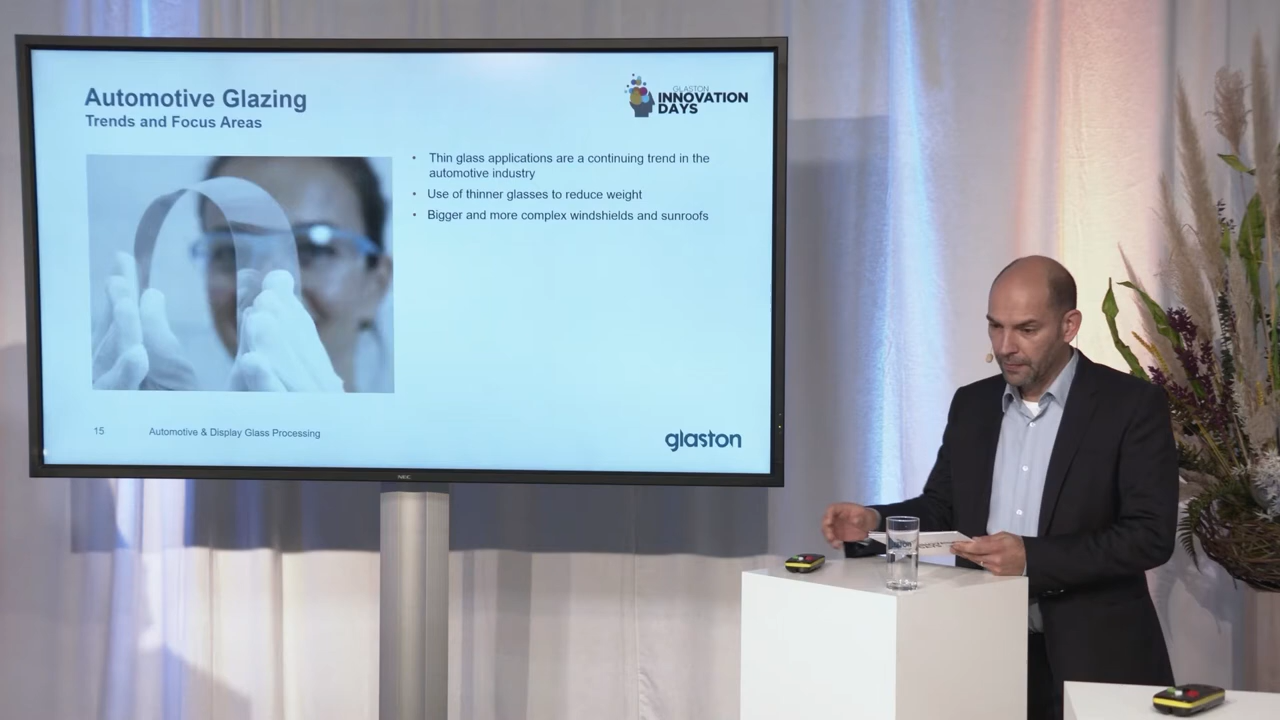 Automotive Glazing
Trends and Focus Areas
GLASTON
INNOVATION
DAYS
• Thin glass applications are a continuing trend in the
automotive industry
• Use of thinner glasses to reduce weight
• Bigger and more complex windshields and sunroofs
15 Automotive & Display Glass Processing
glaston
NEC